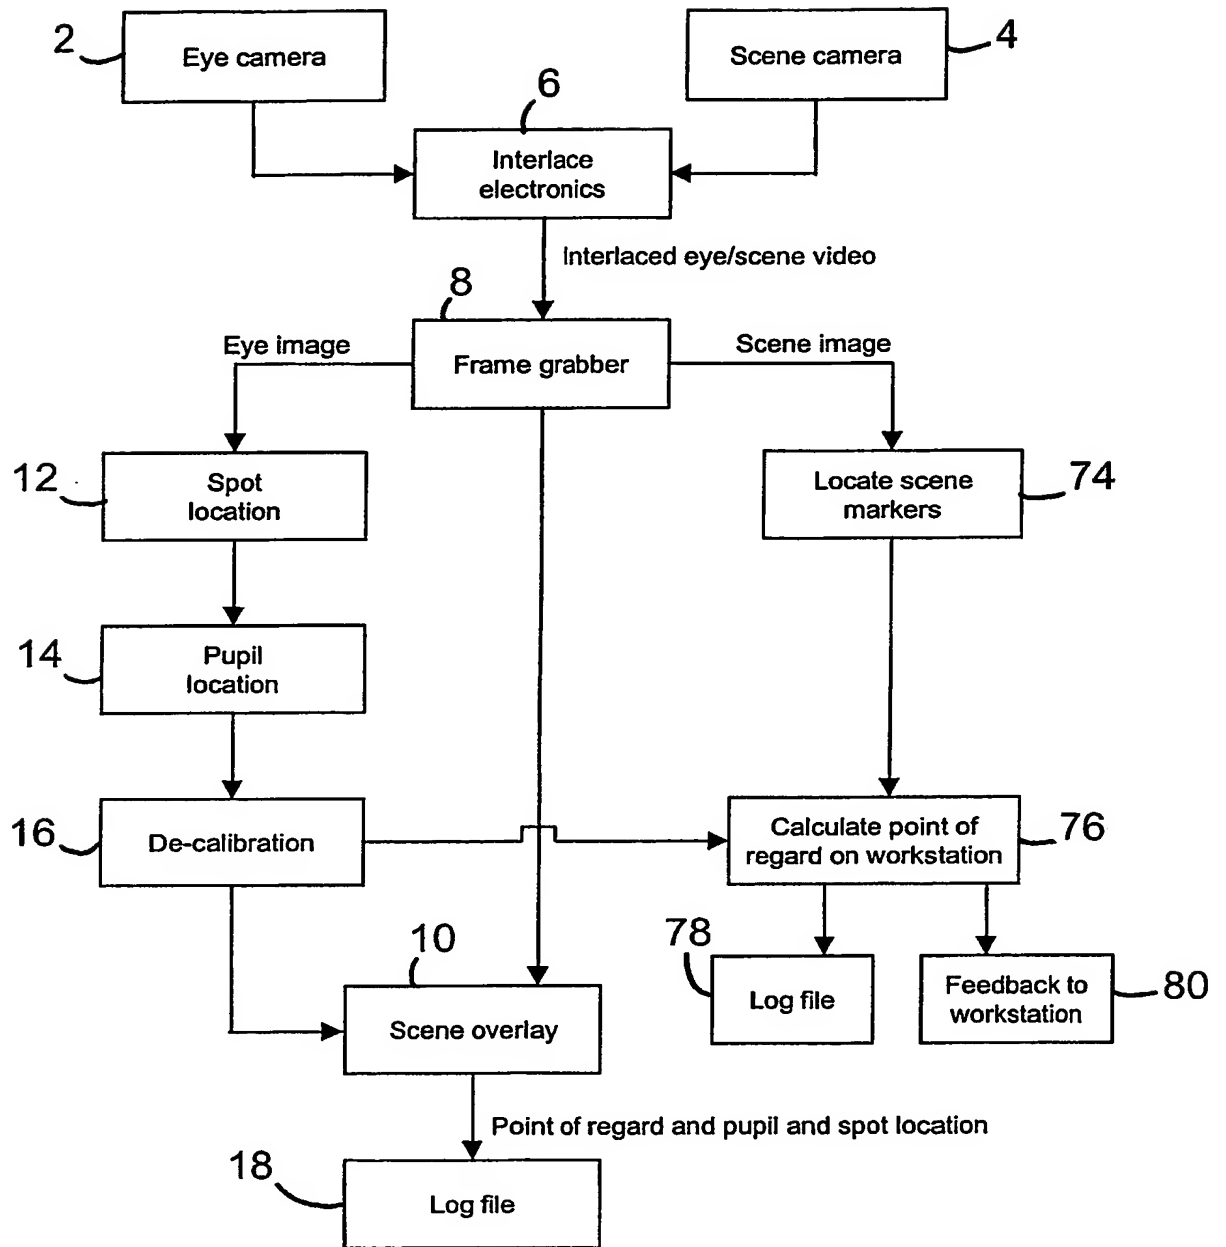 2
Eye camera
Scene camera
4
6
Interlace
electronics
Interlaced eye/scene video
8
Frame grabber
Eye image
Scene image
12
Spot
location
Locate scene
markers
74
14
Pupil
location
16
De-calibration
Calculate point of
regard on workstation
76
10
Scene overlay
78
Log file
Feedback to
workstation
80
Point of regard and pupil and spot location
18
Log file